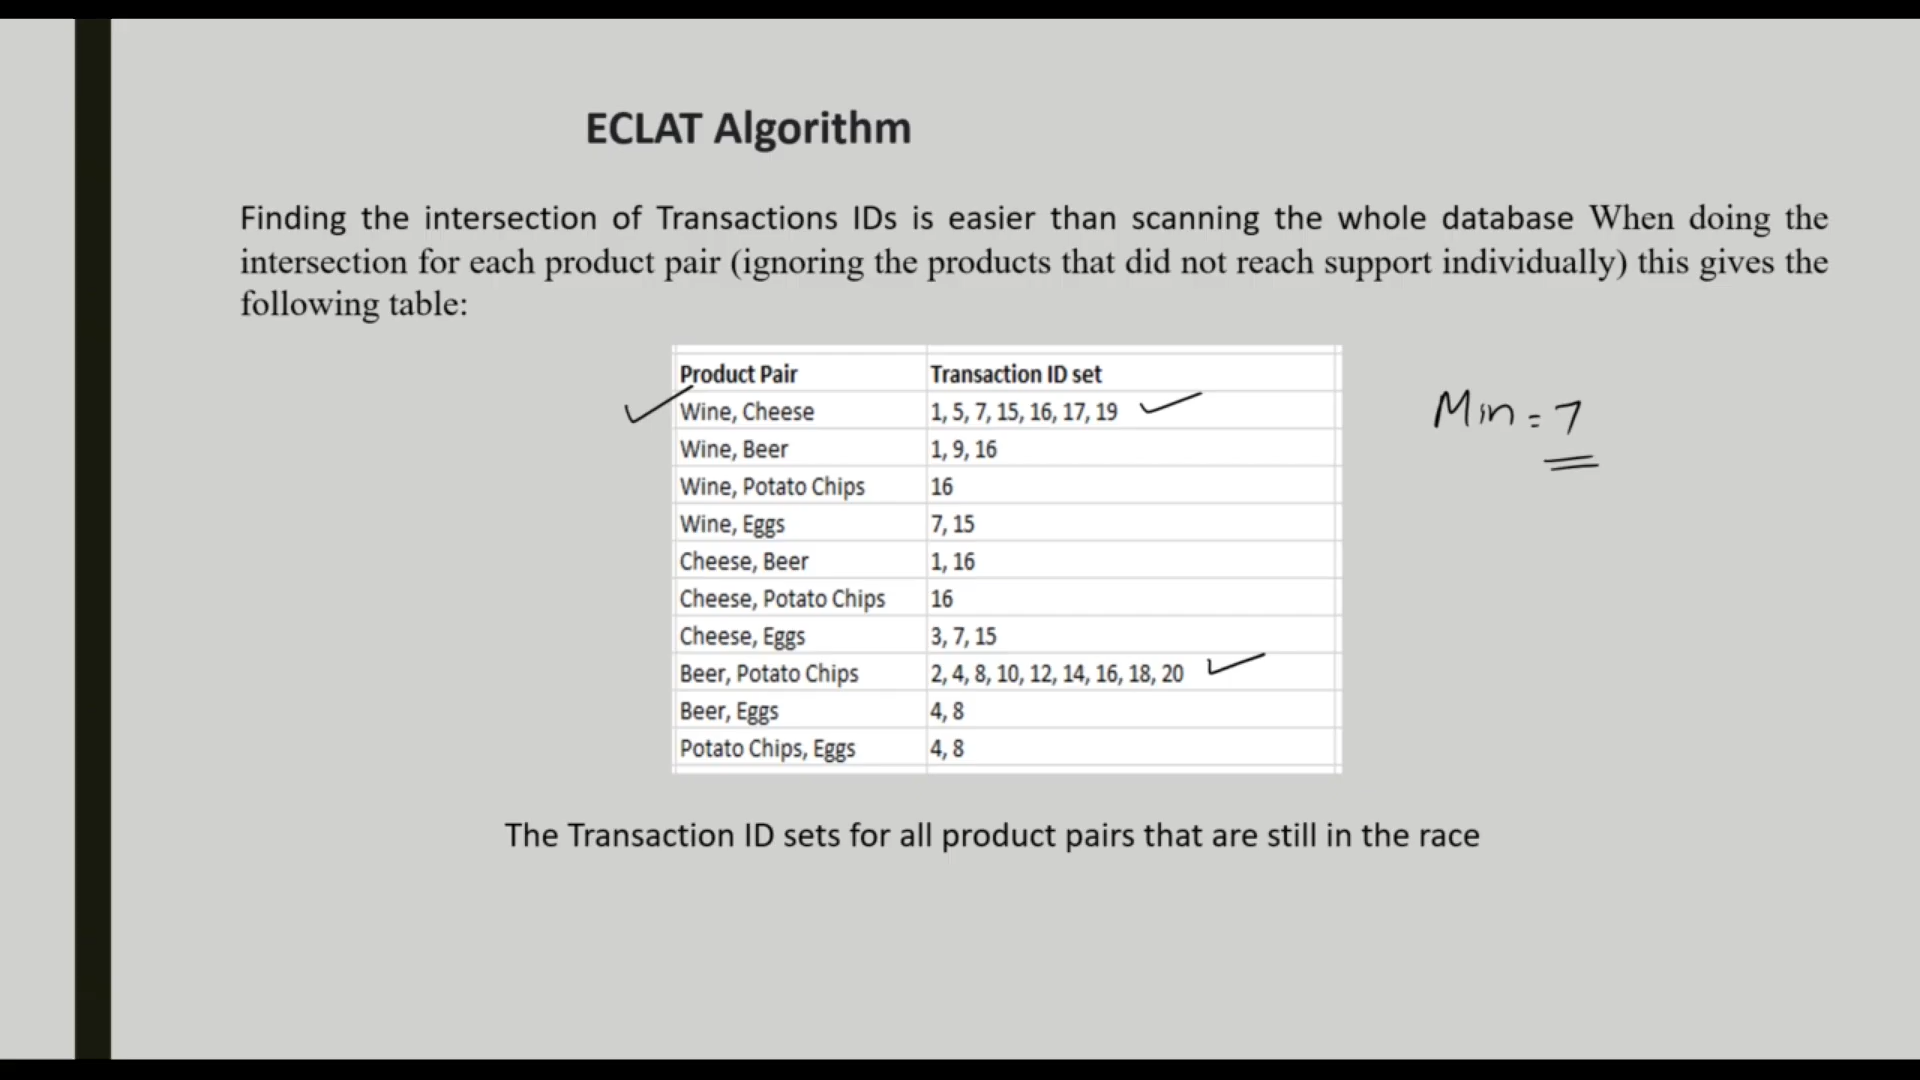 ECLAT Algorithm
Finding the intersection of Transactions IDs is easier than scanning the whole database When doing the
intersection for each product pair (ignoring the products that did not reach support individually) this gives the
following table:
Product Pair Transaction ID set
Wine, Cheese 1, 5, 7, 15, 16, 17, 19
Min = 7
Wine, Beer 1, 9, 16
Wine, Potato Chips 16
Wine, Eggs 7, 15
Cheese, Beer 1, 16
Cheese, Potato Chips 16
Cheese, Eggs 3, 7, 15
Beer, Potato Chips 2, 4, 8, 10, 12, 14, 16, 18, 20
Beer, Eggs 4, 8
Potato Chips, Eggs 4, 8
The Transaction ID sets for all product pairs that are still in the race